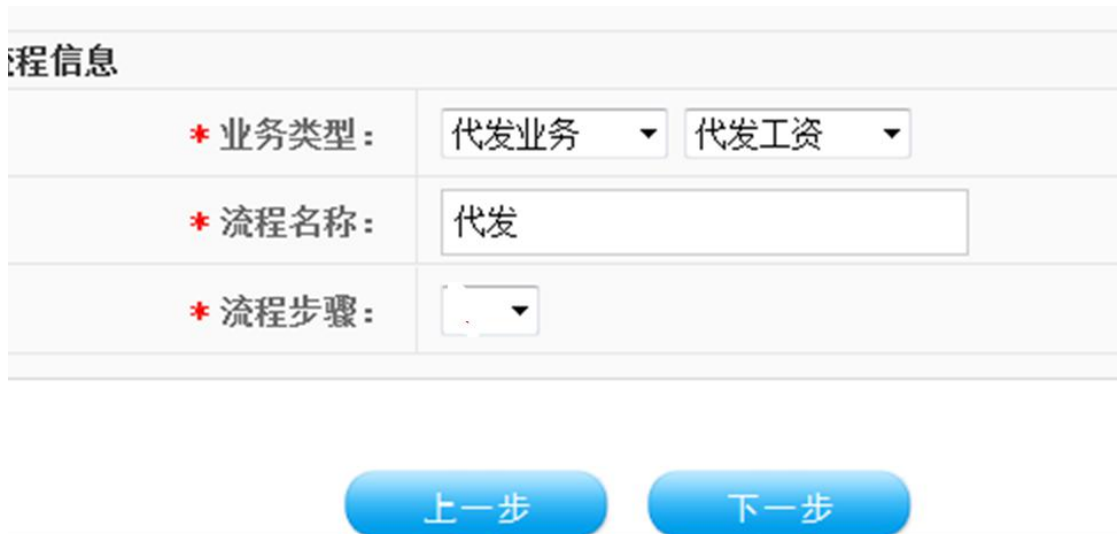 程信息
* 业务类型： 代发业务 代发工资
* 流程名称： 代发
* 流程步骤：
上一步 下一步